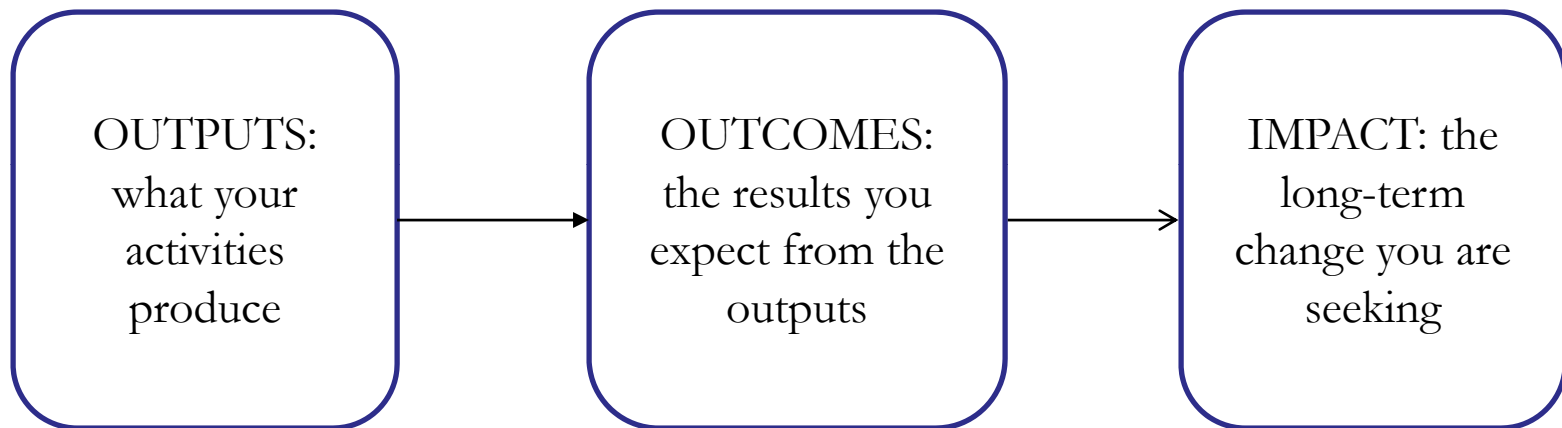 OUTPUTS:
what your
activities
produce
OUTCOMES:
the results you
expect from the
outputs
IMPACT: the
long-term
change you are
seeking